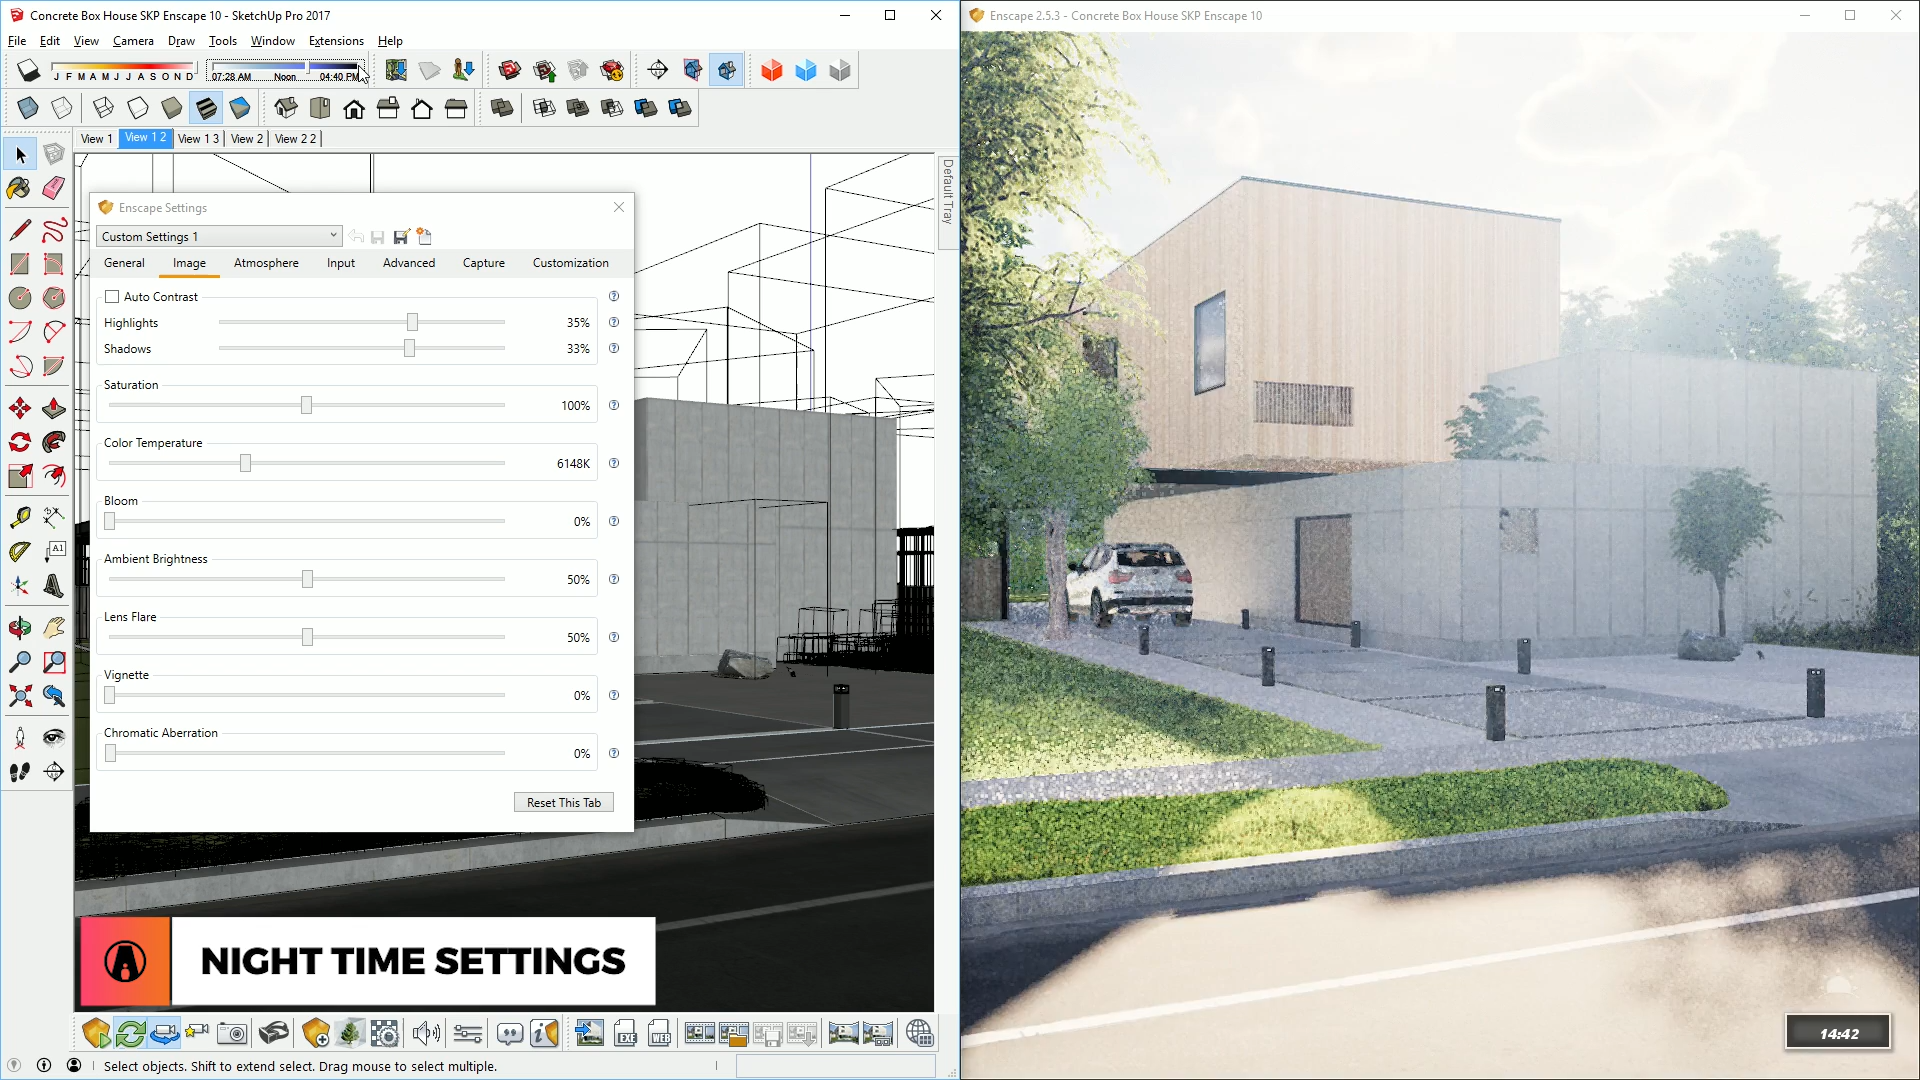 Concrete Box House SKP Enscape 10 - SketchUp Pro 2017
File Edit View Camera Draw Tools Window Extensions Help
J F M A M J J A S O N D
07:28 AM Noon 04:40 PM
View 1 View 1 2 View 1 3 View 2 View 2 2
Default Tray
Enscape Settings
Custom Settings 1
General Image Atmosphere Input Advanced Capture Customization
Auto Contrast
Highlights 35%
Shadows 33%
Saturation
100%
Color Temperature
6148K
Bloom
0%
Ambient Brightness
50%
Lens Flare
50%
Vignette
0%
Chromatic Aberration
0%
Reset This Tab
A1
NIGHT TIME SETTINGS
EXE WEB
Select objects. Shift to extend select. Drag mouse to select multiple.
Enscape 2.5.3 - Concrete Box House SKP Enscape 10
14:42